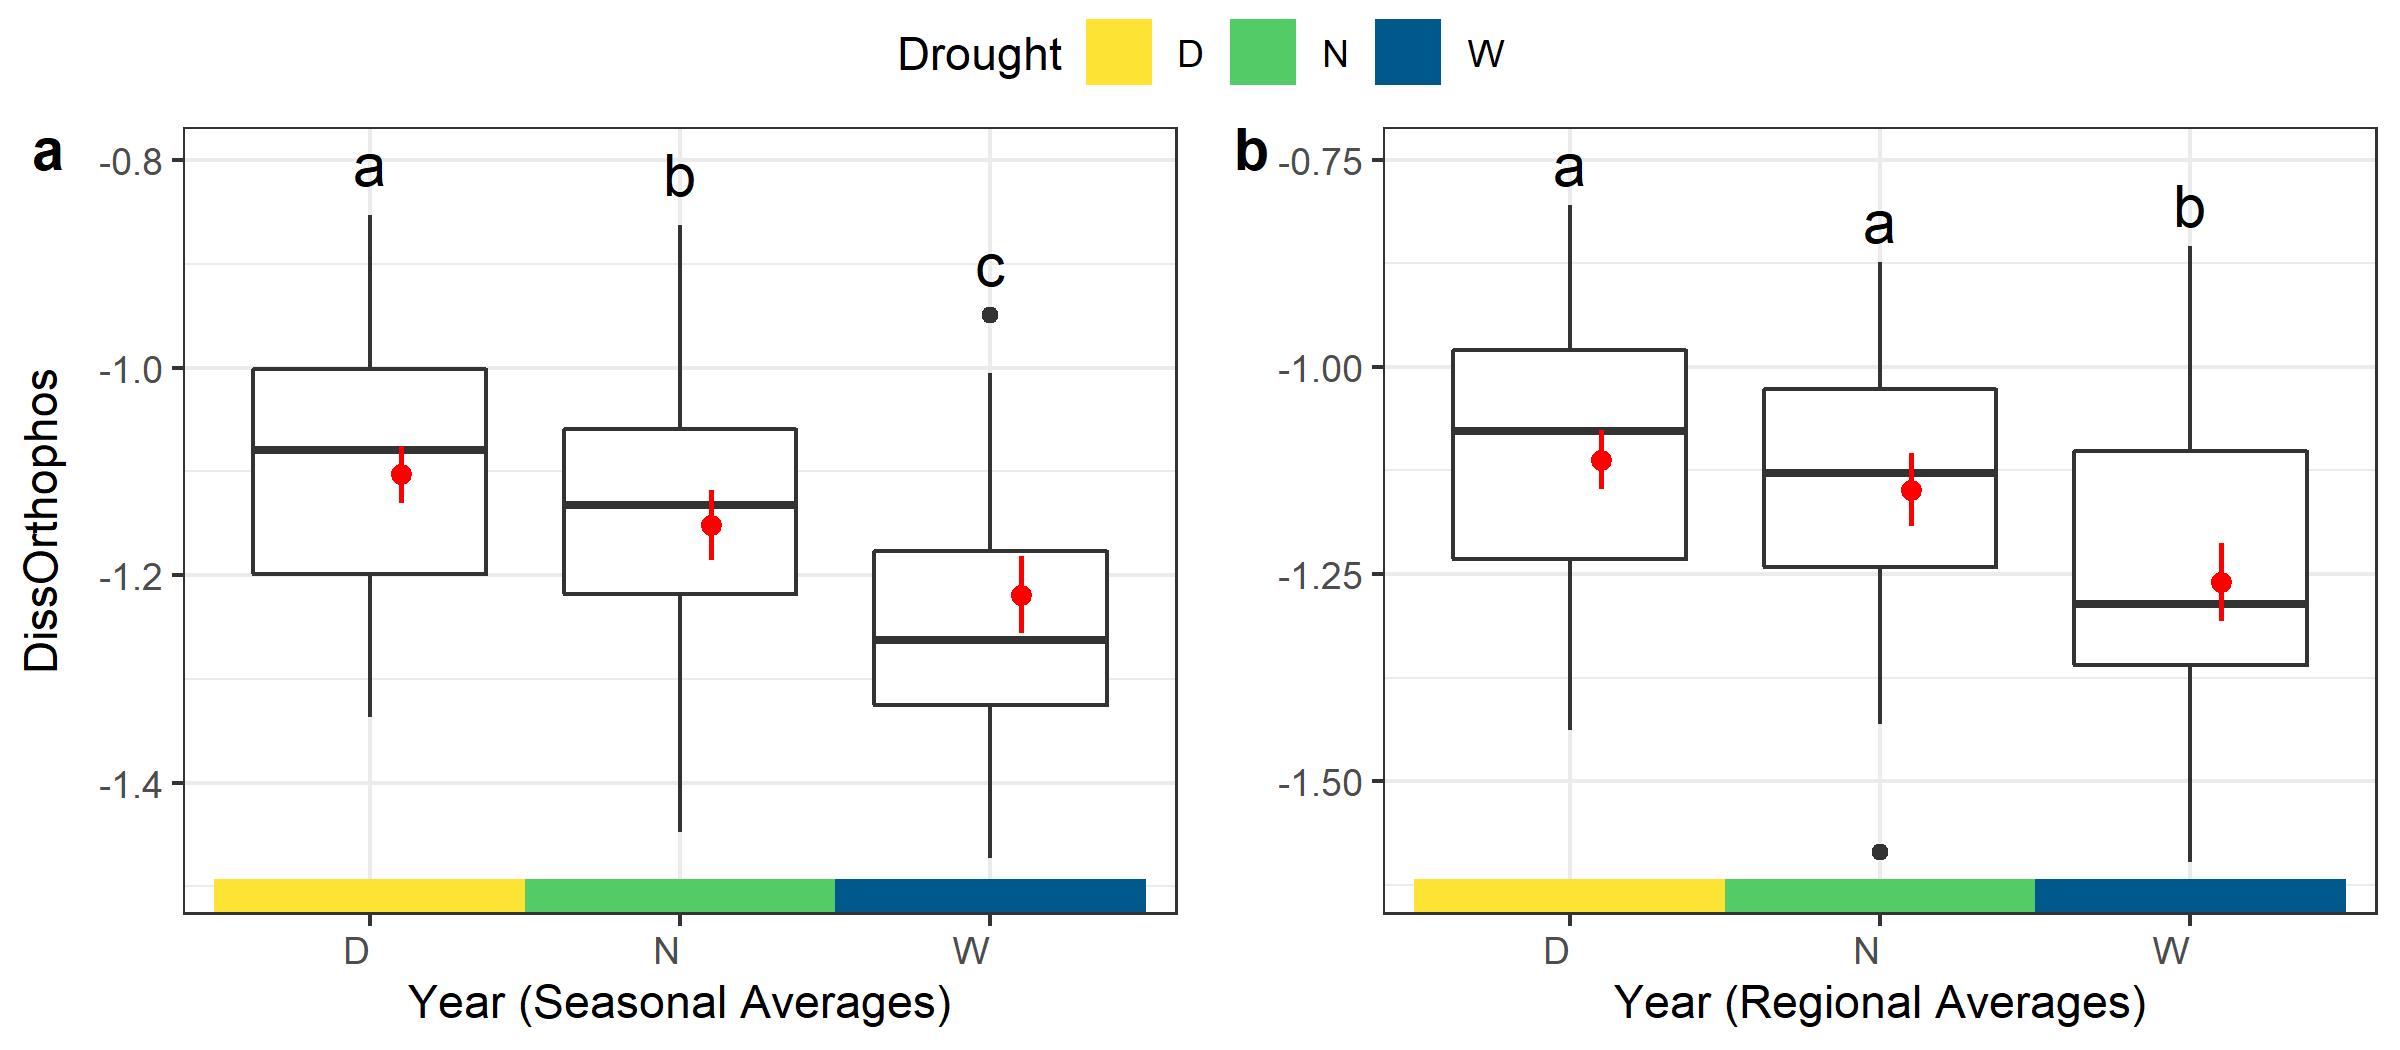 Drought D N W
a
-0.8
-1.0
-1.2
-1.4
DissOrthophos
a b c
D N W
Year (Seasonal Averages)
b
-0.75
-1.00
-1.25
-1.50
a a b
D N W
Year (Regional Averages)